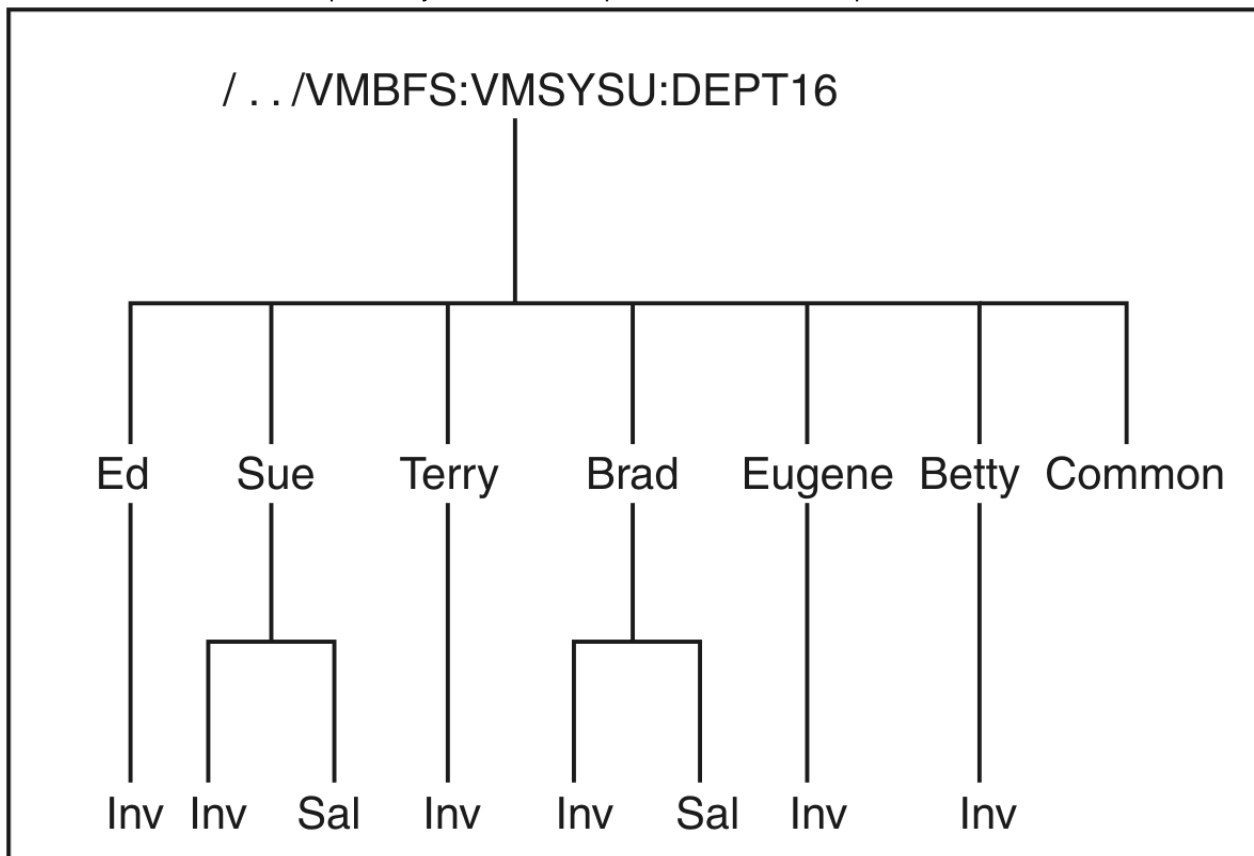 / . . /VMBFS:VMSYSU:DEPT16
Ed Sue Terry Brad Eugene Betty Common
Inv Inv Sal Inv Inv Sal Inv Inv